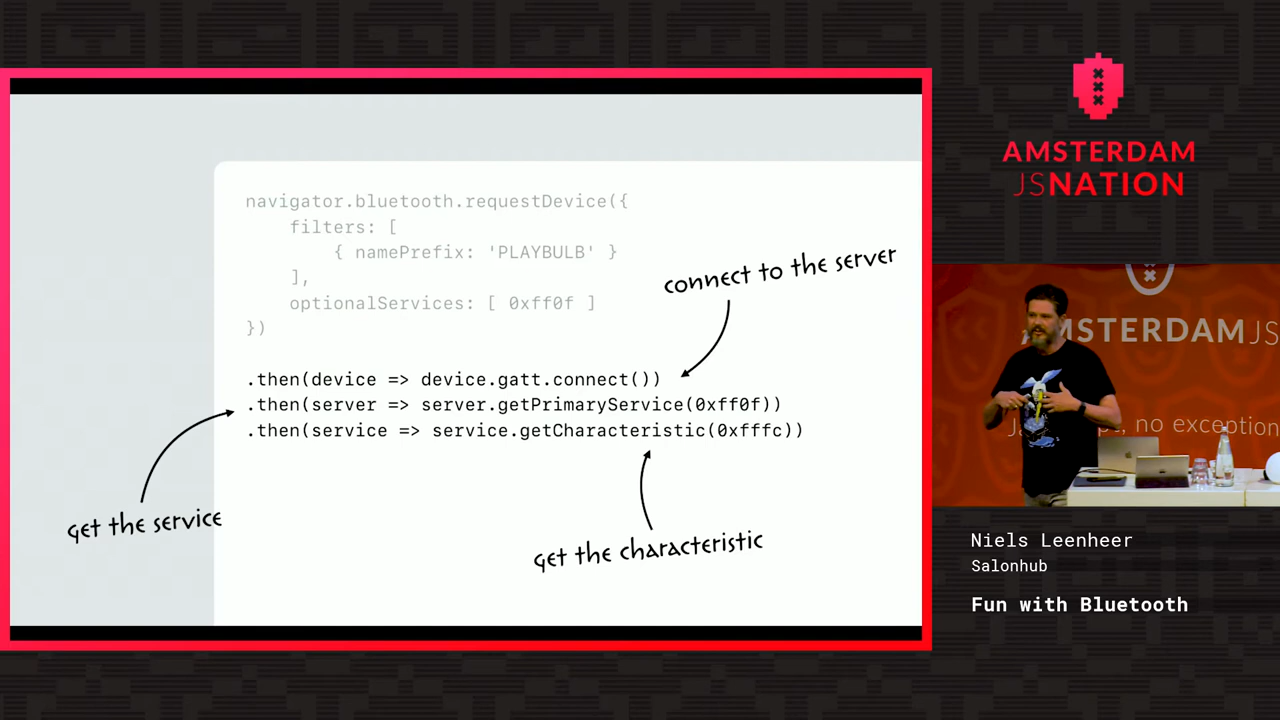 navigator.bluetooth.requestDevice({
filters: [
{ namePrefix: 'PLAYBULB' }
],
optionalServices: [ 0xff0f ]
})
connect to the server
.then(device => device.gatt.connect())
.then(server => server.getPrimaryService(0xff0f))
.then(service => service.getCharacteristic(0xfffc))
get the service
get the characteristic
AMSTERDAM
JSNATION
AMSTERDAMJS
no exception
Niels Leenheer
Salonhub
Fun with Bluetooth